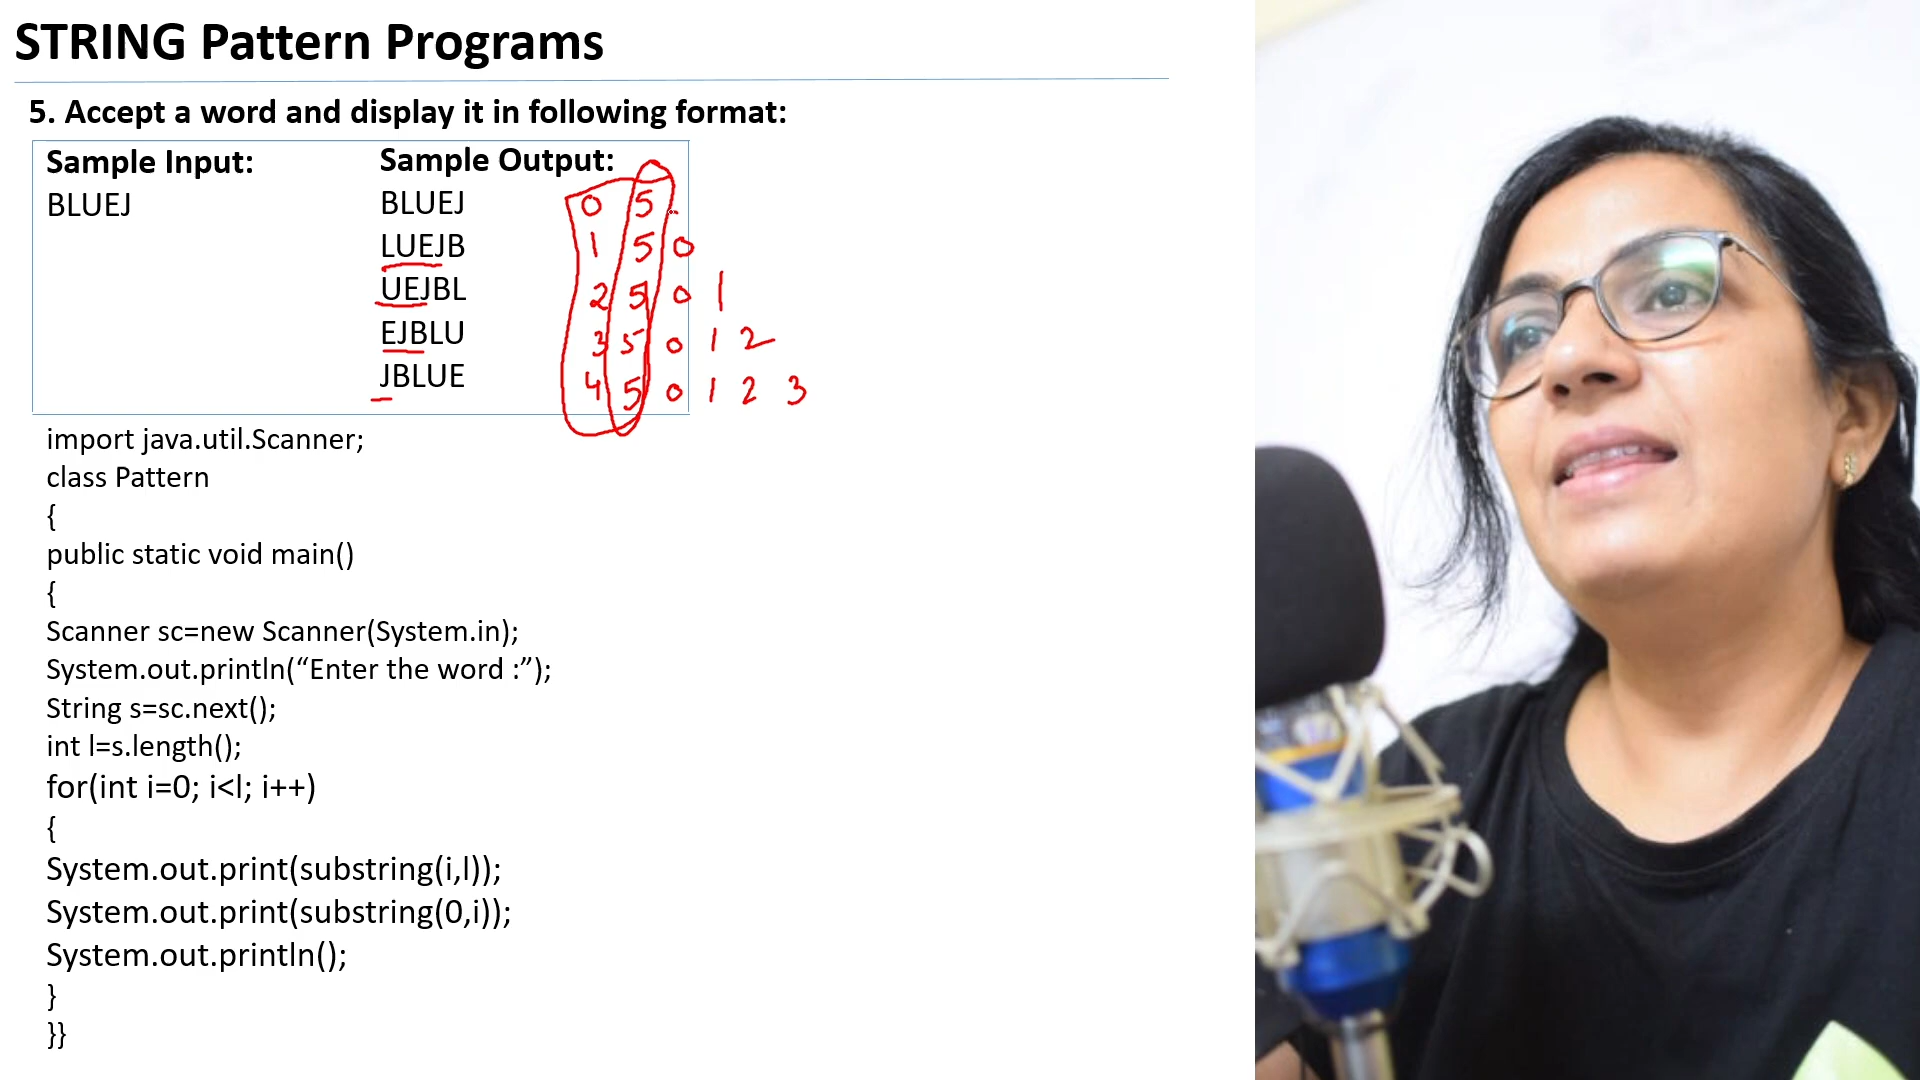 STRING Pattern Programs
5. Accept a word and display it in following format:
Sample Input: Sample Output:
BLUEJ BLUEJ 0 5
LUEJB 1 5 0
UEJBL 2 5 0 1
EJBLU 3 5 0 1 2
JBLUE 4 5 0 1 2 3
import java.util.Scanner;
class Pattern
{
public static void main()
{
Scanner sc=new Scanner(System.in);
System.out.println(“Enter the word :”);
String s=sc.next();
int l=s.length();
for(int i=0; i<l; i++)
{
System.out.print(substring(i,l));
System.out.print(substring(0,i));
System.out.println();
}
}}